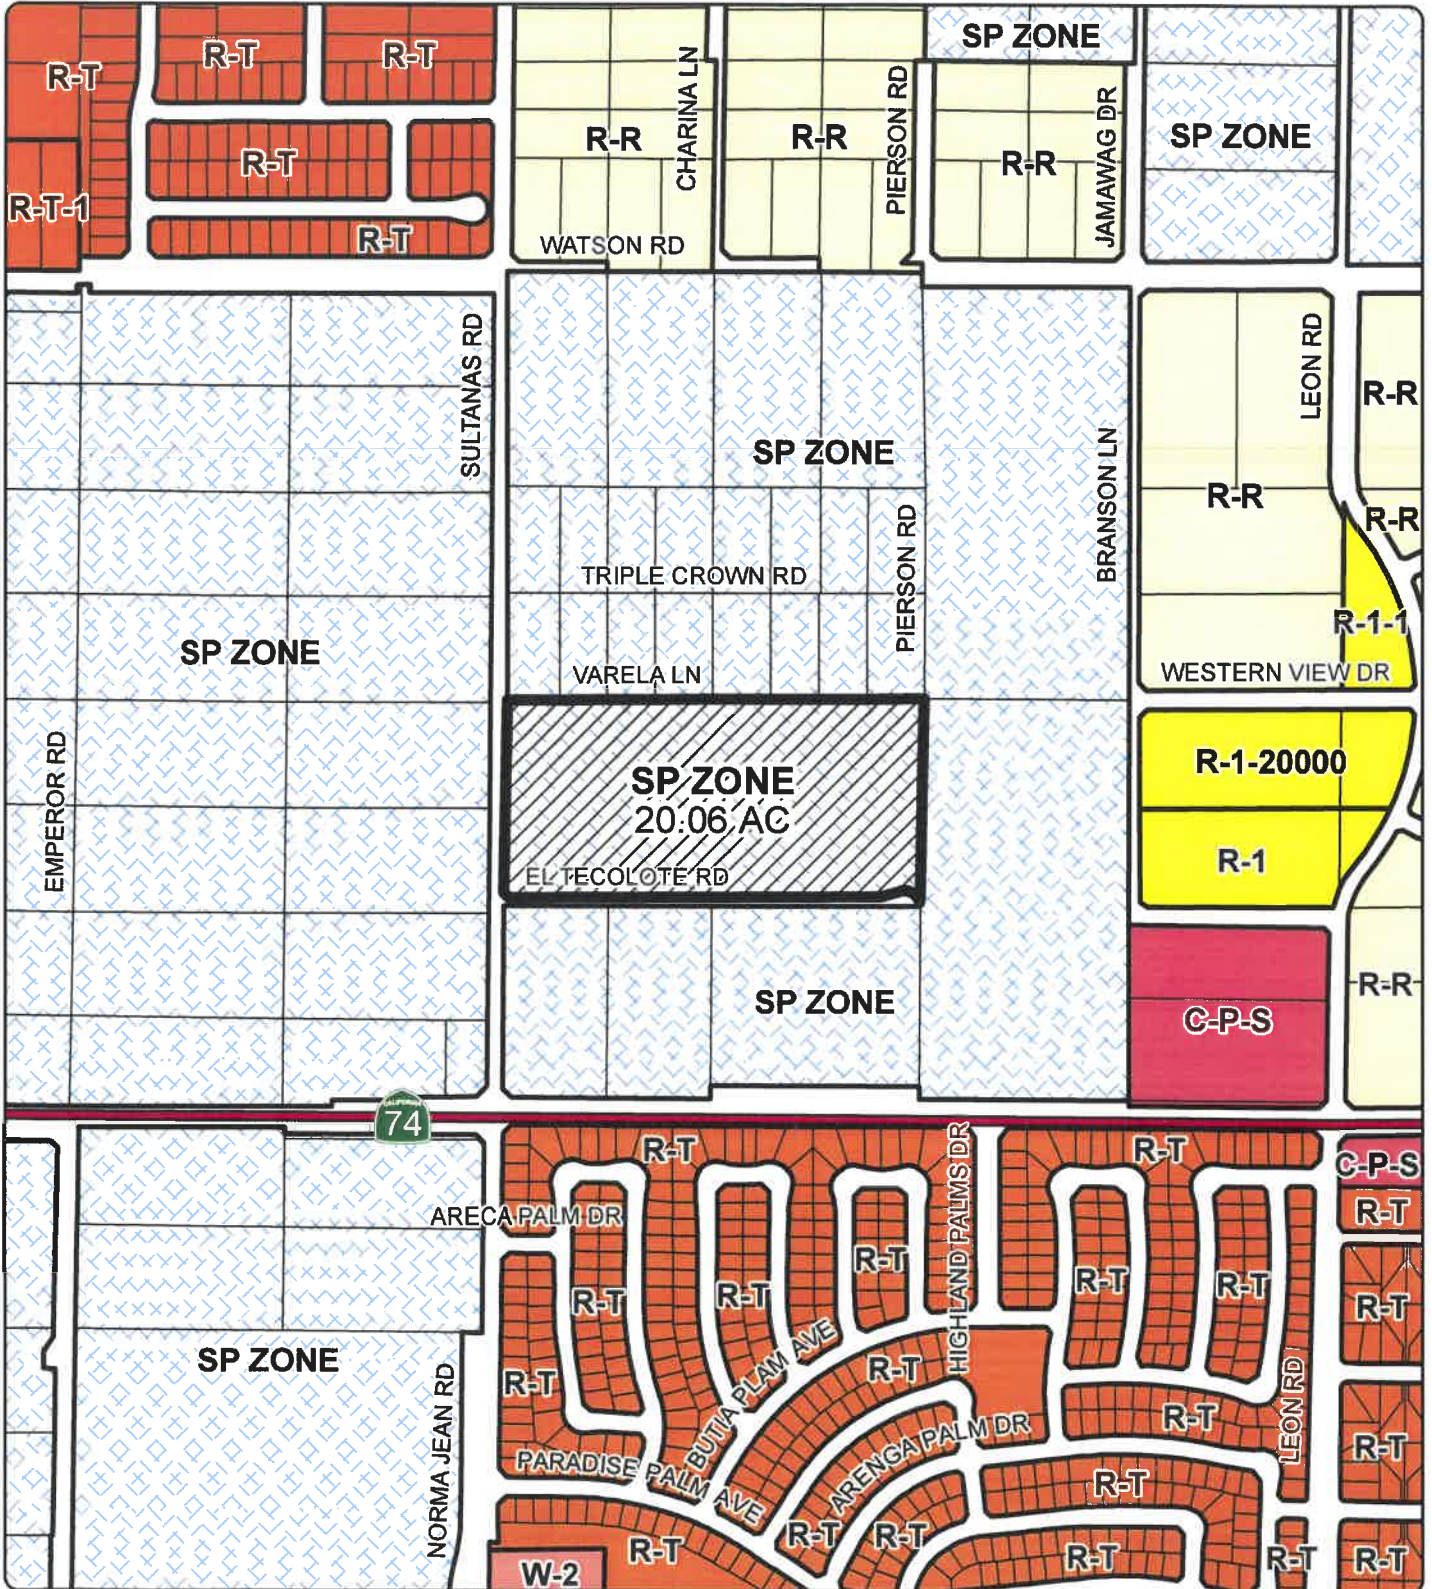 SP ZONE
R-T
R-T
R-T
CHARINA LN
PIERSON RD
JAMAWAG DR
R-R
R-R
SP ZONE
R-T
R-R
R-T-1
R-T
WATSON RD
SULTANAS RD
LEON RD
R-R
SP ZONE
BRANSON LN
R-R
R-R
PIERSON RD
TRIPLE CROWN RD
R-1-1
SP ZONE
VARELA LN
WESTERN VIEW DR
EMPEROR RD
R-1-20000
SP ZONE
20.06 AC
R-1
EL TECOLOTE RD
R-R
SP ZONE
C-P-S
CALIFORNIA
74
R-T
HIGHLAND PALMS DR
R-T
C-P-S
R-T
ARECA PALM DR
R-T
R-T
R-T
R-T
R-T
R-T
SP ZONE
BUTIA PLAM AVE
R-T
R-T
LEON RD
R-T
NORMA JEAN RD
ARENGA PALM DR
R-T
PARADISE PALM AVE
R-T
R-T
R-T
R-T
R-T
R-T
R-T
W-2